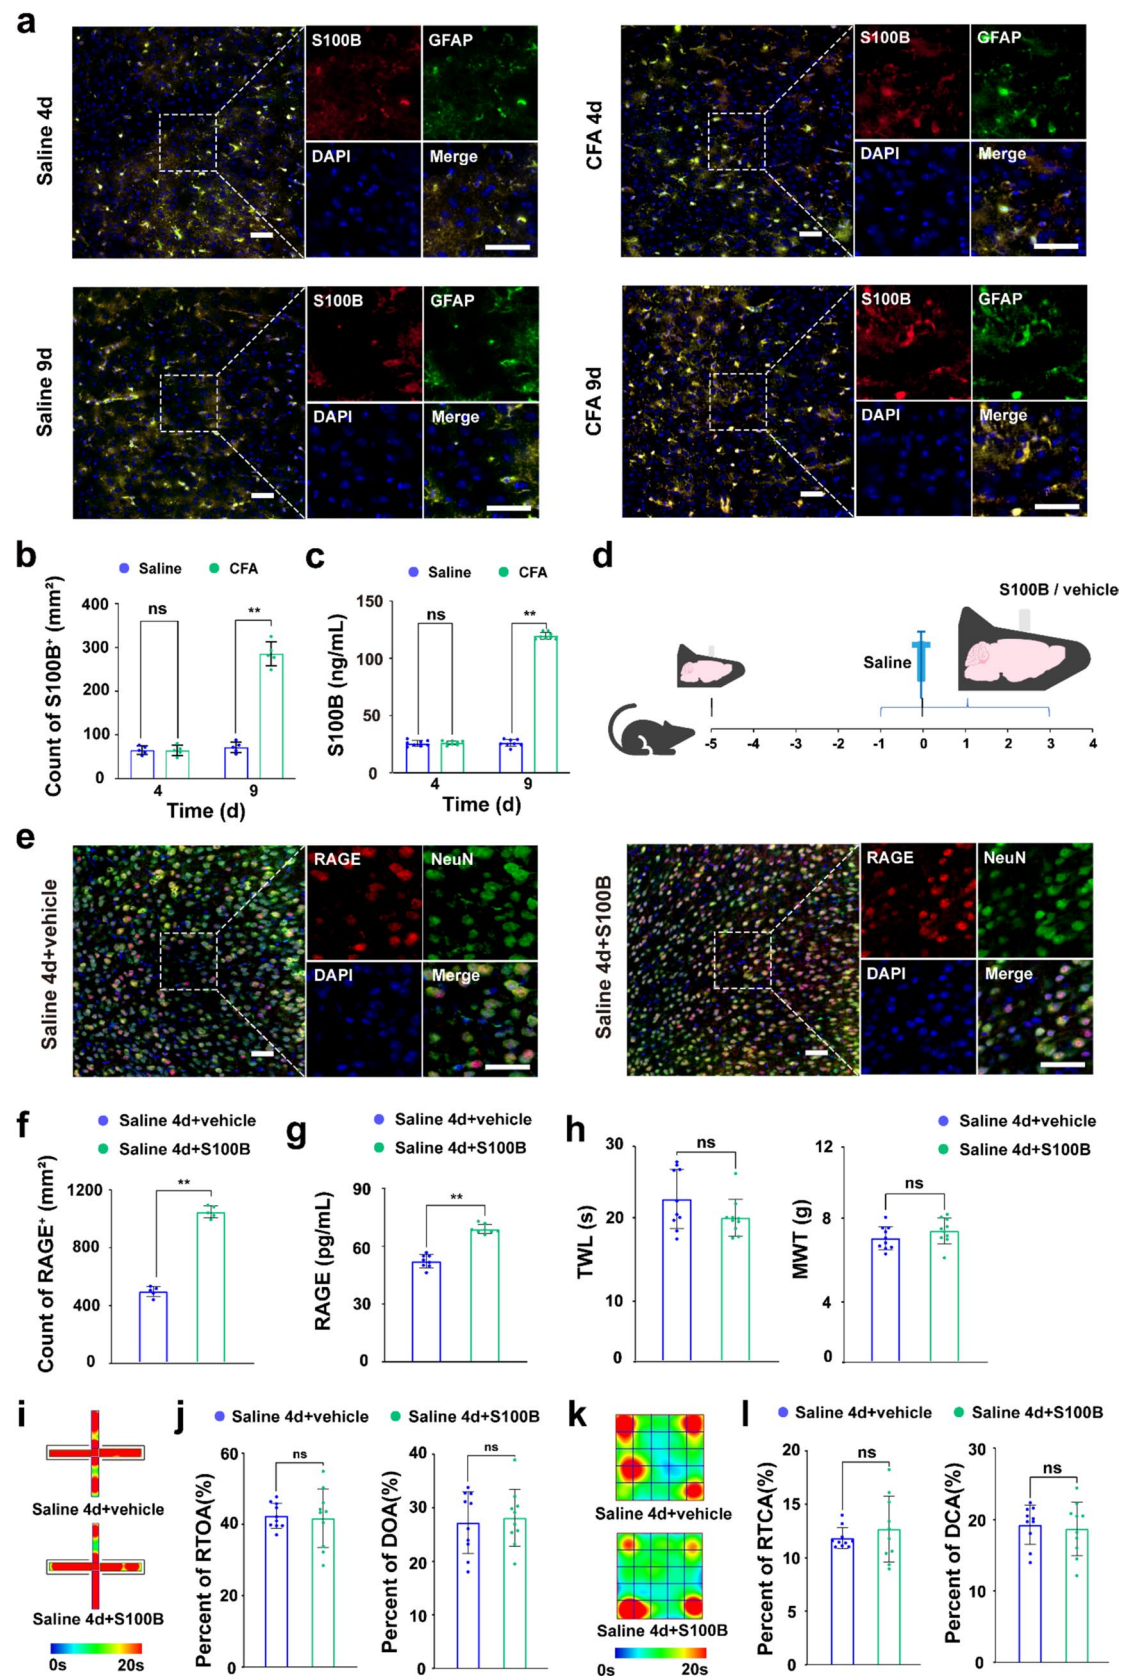 a
Saline 4d
S100B
GFAP
DAPI
Merge
CFA 4d
S100B
GFAP
DAPI
Merge
Saline 9d
S100B
GFAP
DAPI
Merge
CFA 9d
S100B
GFAP
DAPI
Merge
b
Saline
CFA
Count of S100B⁺ (mm²)
400
300
200
100
0
ns
**
4
9
Time (d)
c
Saline
CFA
S100B (ng/mL)
150
100
50
0
ns
**
4
9
Time (d)
d
S100B / vehicle
Saline
-5 -4 -3 -2 -1 0 1 2 3 4
e
Saline 4d+vehicle
RAGE
NeuN
DAPI
Merge
Saline 4d+S100B
RAGE
NeuN
DAPI
Merge
f
Saline 4d+vehicle
Saline 4d+S100B
Count of RAGE⁺ (mm²)
1200
800
400
0
**
g
Saline 4d+vehicle
Saline 4d+S100B
RAGE (pg/mL)
90
60
30
0
**
h
Saline 4d+vehicle
Saline 4d+S100B
TWL (s)
30
20
10
0
ns
MWT (g)
12
8
4
0
ns
i
Saline 4d+vehicle
Saline 4d+S100B
0s
20s
j
Saline 4d+vehicle
Saline 4d+S100B
Percent of RTOA(%)
60
40
20
0
ns
Percent of DOA(%)
40
30
20
10
0
ns
k
Saline 4d+vehicle
Saline 4d+S100B
0s
20s
l
Saline 4d+vehicle
Saline 4d+S100B
Percent of RTCA(%)
20
15
10
5
0
ns
Percent of DCA(%)
30
20
10
0
ns